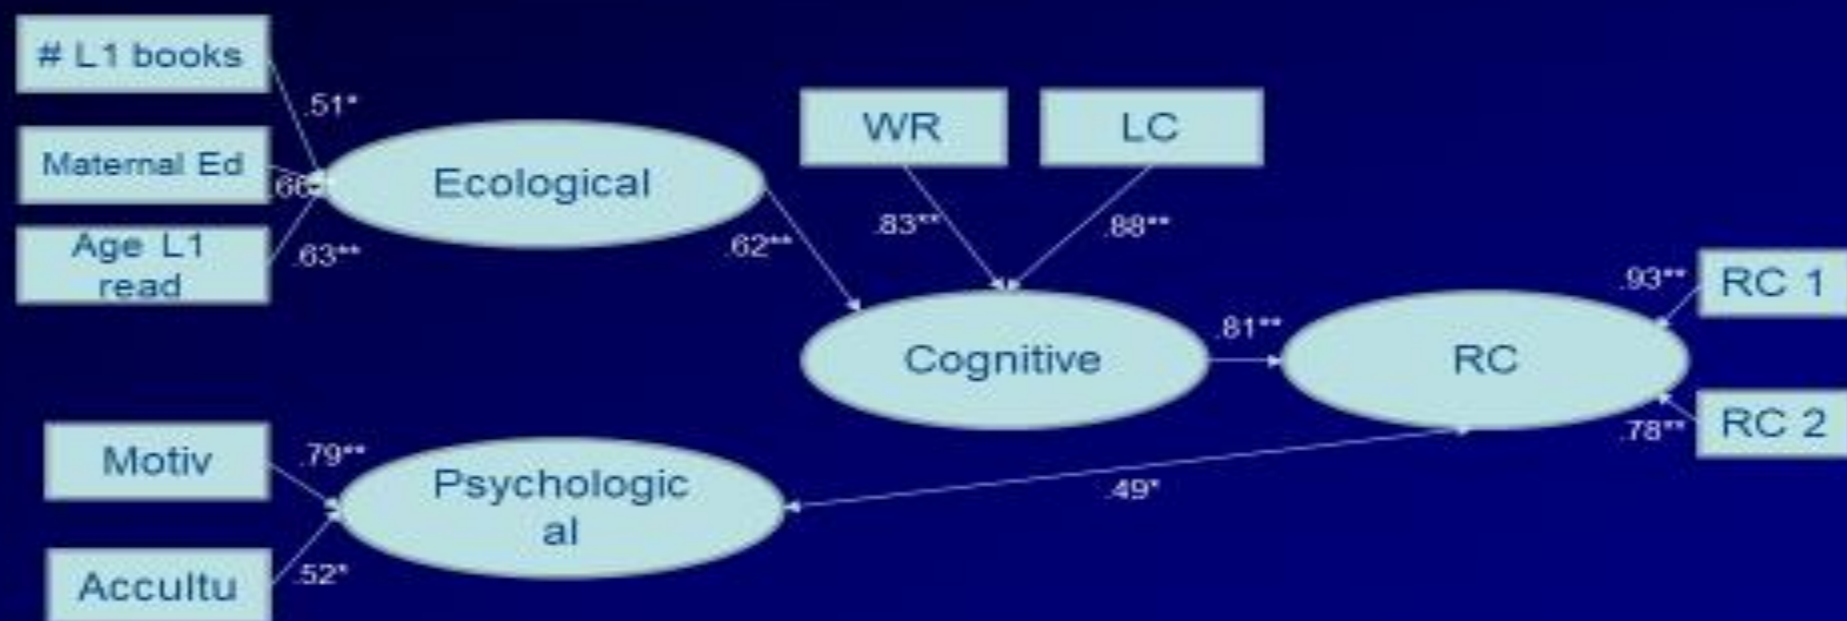 # L1 books
.51*
WR
LC
Maternal Ed
.66
Ecological
Age L1
read
.63**
.62**
.83**
.88**
.93**
RC 1
Cognitive
.81**
RC
.78**
RC 2
Motiv
.79**
Psychologic
al
.49*
Accultu
.52*